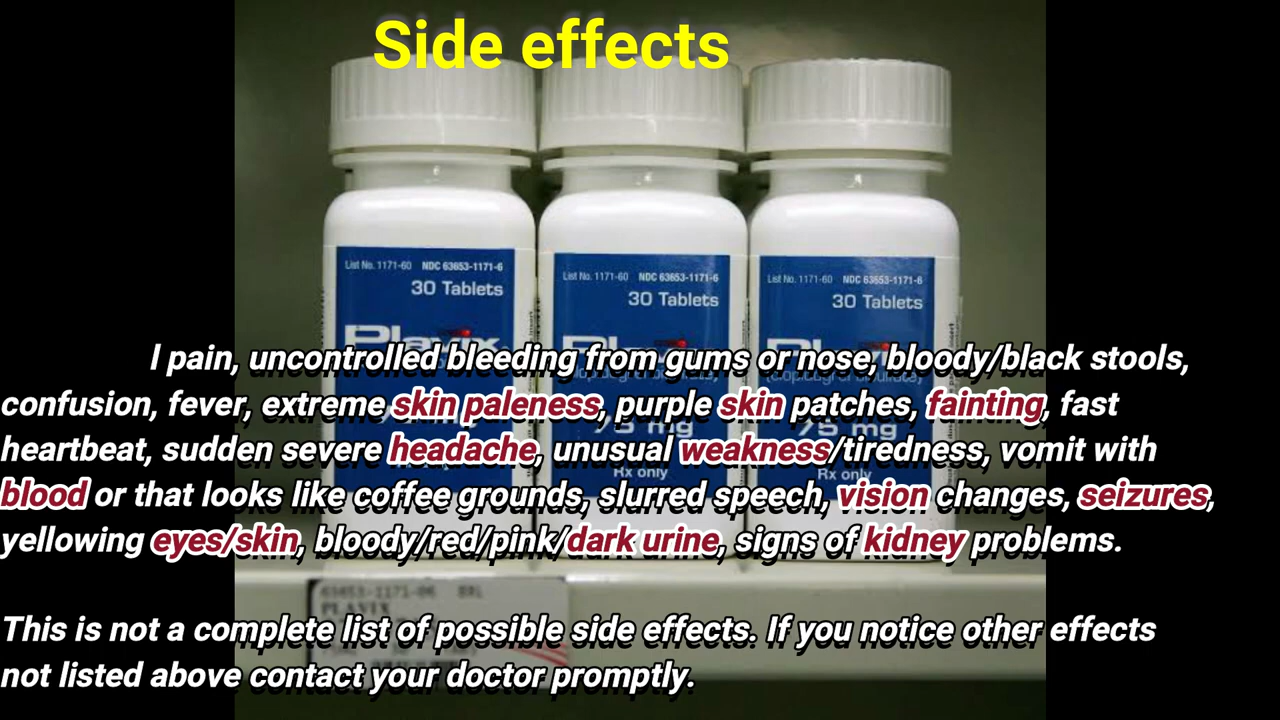 Side effects
List No. 1171-60 NDC 63653-1171-6
30 Tablets
List No. 1171-60 NDC 63653-1171-6
30 Tablets
List No. 1171-60 NDC 63653-1171-6
30 Tablets
Plavix
I pain, uncontrolled bleeding from gums or nose, bloody/black stools,
confusion, fever, extreme skin paleness, purple skin patches, fainting, fast
75 mg
75 mg
heartbeat, sudden severe headache, unusual weakness/tiredness, vomit with
Rx only
Rx only
blood or that looks like coffee grounds, slurred speech, vision changes, seizures,
yellowing eyes/skin, bloody/red/pink/dark urine, signs of kidney problems.
PLAVIX
This is not a complete list of possible side effects. If you notice other effects
not listed above contact your doctor promptly.